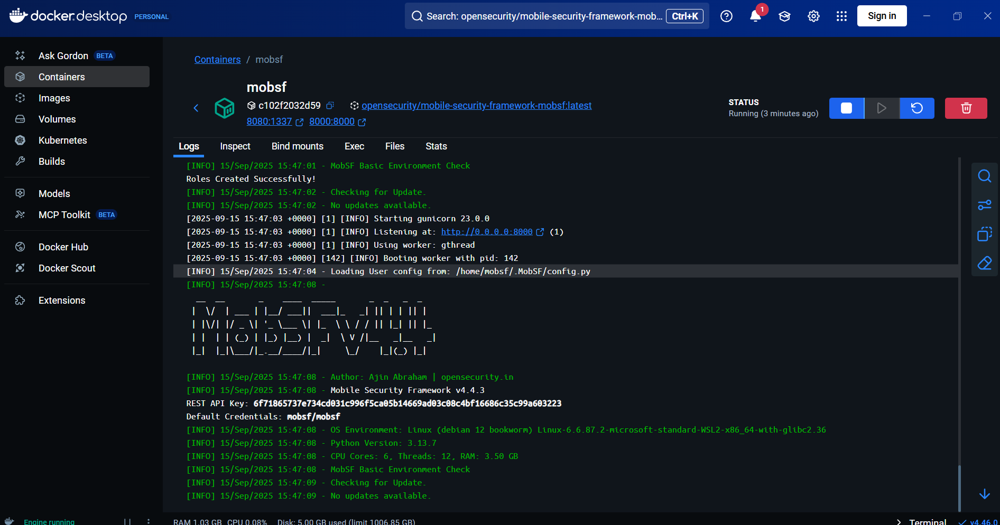 docker.desktop PERSONAL
Search: opensecurity/mobile-security-framework-mob... Ctrl+K
1
Sign in
Ask Gordon BETA
Containers
Images
Volumes
Kubernetes
Builds
Models
MCP Toolkit BETA
Docker Hub
Docker Scout
Extensions
Containers / mobsf
mobsf
c102f2032d59 opensecurity/mobile-security-framework-mobsf:latest
8080:1337 8000:8000
STATUS
Running (3 minutes ago)
Logs Inspect Bind mounts Exec Files Stats
[INFO] 15/Sep/2025 15:47:01 - MobSF Basic Environment Check
Roles Created Successfully!
[INFO] 15/Sep/2025 15:47:02 - Checking for Update.
[INFO] 15/Sep/2025 15:47:02 - No updates available.
[2025-09-15 15:47:03 +0000] [1] [INFO] Starting gunicorn 23.0.0
[2025-09-15 15:47:03 +0000] [1] [INFO] Listening at: http://0.0.0.0:8000 (1)
[2025-09-15 15:47:03 +0000] [1] [INFO] Using worker: gthread
[2025-09-15 15:47:03 +0000] [142] [INFO] Booting worker with pid: 142
[INFO] 15/Sep/2025 15:47:04 - Loading User config from: /home/mobsf/.MobSF/config.py
[INFO] 15/Sep/2025 15:47:08 -
MobSF v4.4
[INFO] 15/Sep/2025 15:47:08 - Author: Ajin Abraham | opensecurity.in
[INFO] 15/Sep/2025 15:47:08 - Mobile Security Framework v4.4.3
REST API Key: 6f71865737e734cd031c996f5ca05b14669ad03c08c4bf16686c35c99a603223
Default Credentials: mobsf/mobsf
[INFO] 15/Sep/2025 15:47:08 - OS Environment: Linux (debian 12 bookworm) Linux-6.6.87.2-microsoft-standard-WSL2-x86_64-with-glibc2.36
[INFO] 15/Sep/2025 15:47:08 - Python Version: 3.13.7
[INFO] 15/Sep/2025 15:47:08 - CPU Cores: 6, Threads: 12, RAM: 3.50 GB
[INFO] 15/Sep/2025 15:47:08 - MobSF Basic Environment Check
[INFO] 15/Sep/2025 15:47:09 - Checking for Update.
[INFO] 15/Sep/2025 15:47:09 - No updates available.
Engine running RAM 1.03 GB CPU 0.08% Disk: 5.00 GB used (limit 1006.85 GB) Terminal v4.46.0